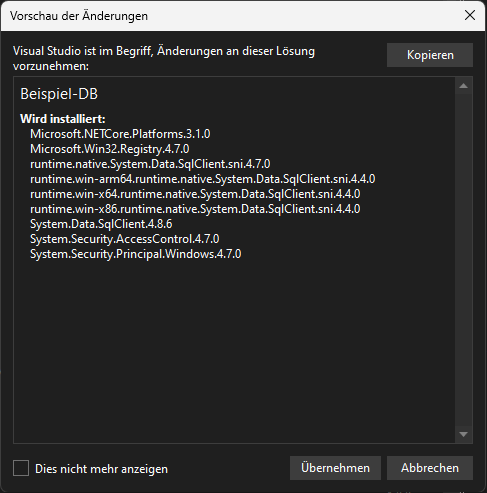 Vorschau der Änderungen
Visual Studio ist im Begriff, Änderungen an dieser Lösung
vorzunehmen:
Kopieren
Beispiel-DB
Wird installiert:
Microsoft.NETCore.Platforms.3.1.0
Microsoft.Win32.Registry.4.7.0
runtime.native.System.Data.SqlClient.sni.4.7.0
runtime.win-arm64.runtime.native.System.Data.SqlClient.sni.4.4.0
runtime.win-x64.runtime.native.System.Data.SqlClient.sni.4.4.0
runtime.win-x86.runtime.native.System.Data.SqlClient.sni.4.4.0
System.Data.SqlClient.4.8.6
System.Security.AccessControl.4.7.0
System.Security.Principal.Windows.4.7.0
Dies nicht mehr anzeigen
Übernehmen
Abbrechen